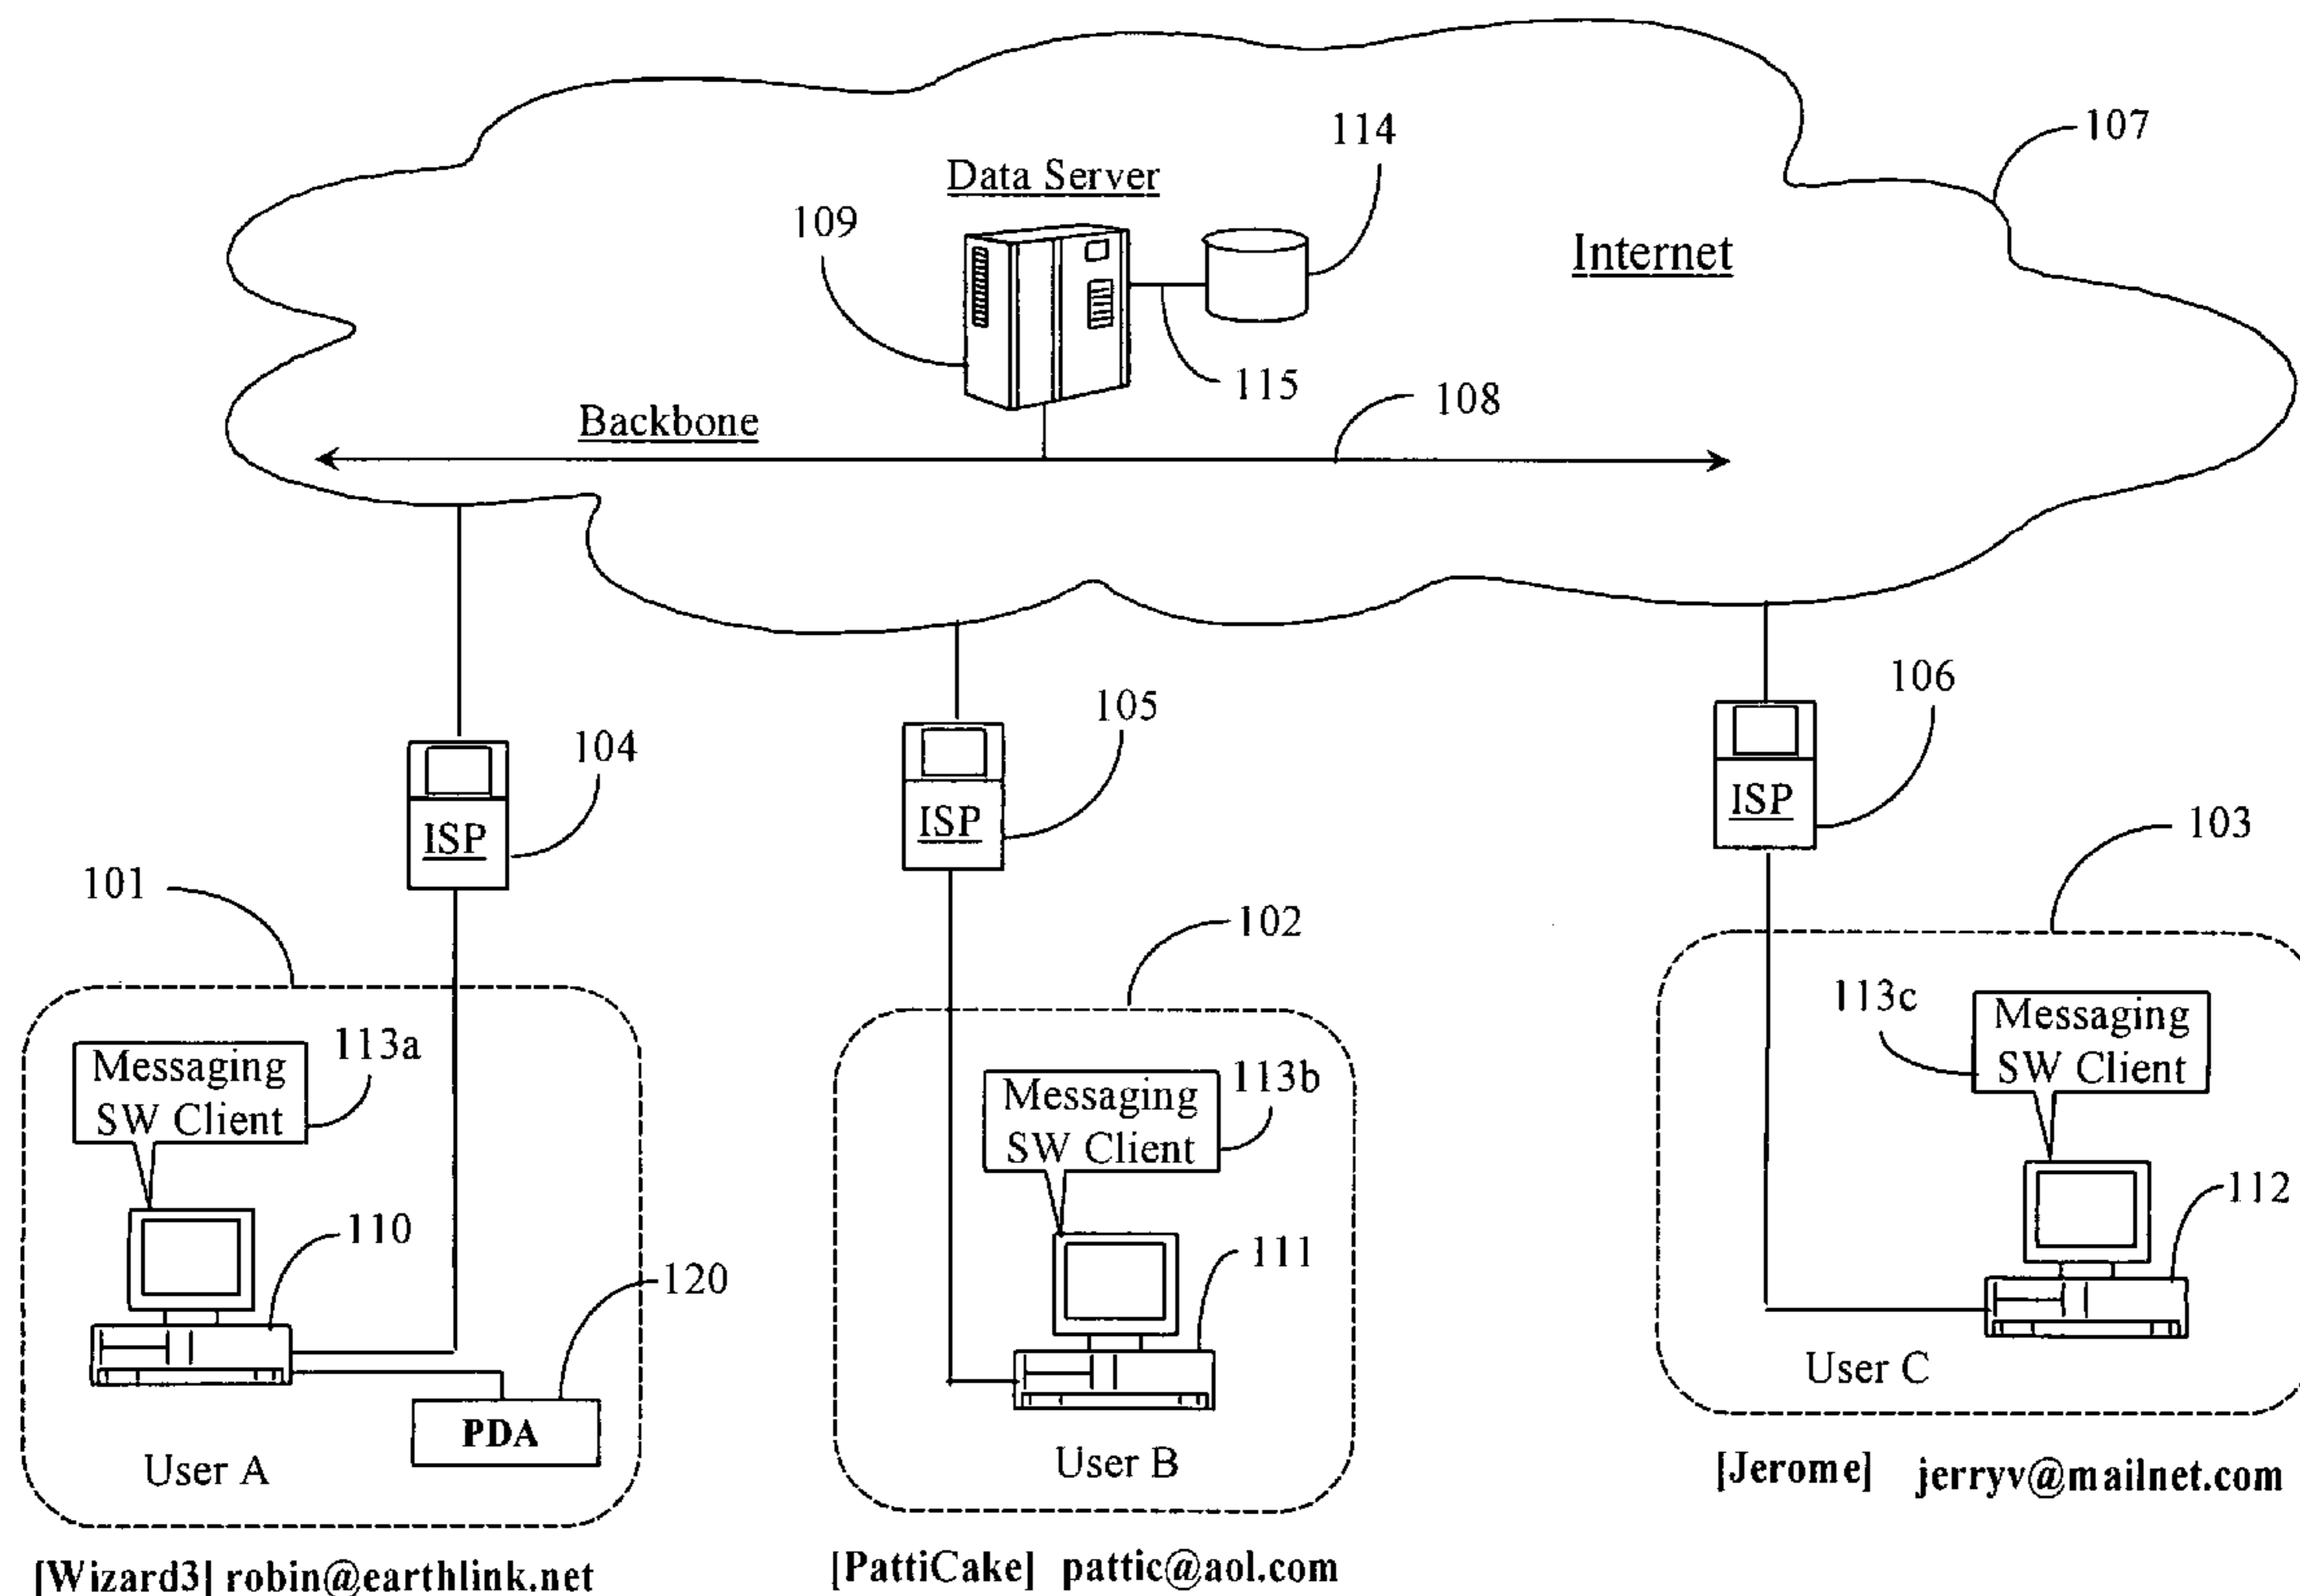 107
114
Data Server
109
Internet
115
108
Backbone
106
105
104
ISP
ISP
ISP
103
101
102
113c
Messaging
SW Client
113a
Messaging
SW Client
113b
Messaging
SW Client
112
110
111
120
User C
PDA
User B
User A
[Jerome] jerryv@mailnet.com
[Wizard3] robin@earthlink.net
[PattiCake] pattic@aol.com